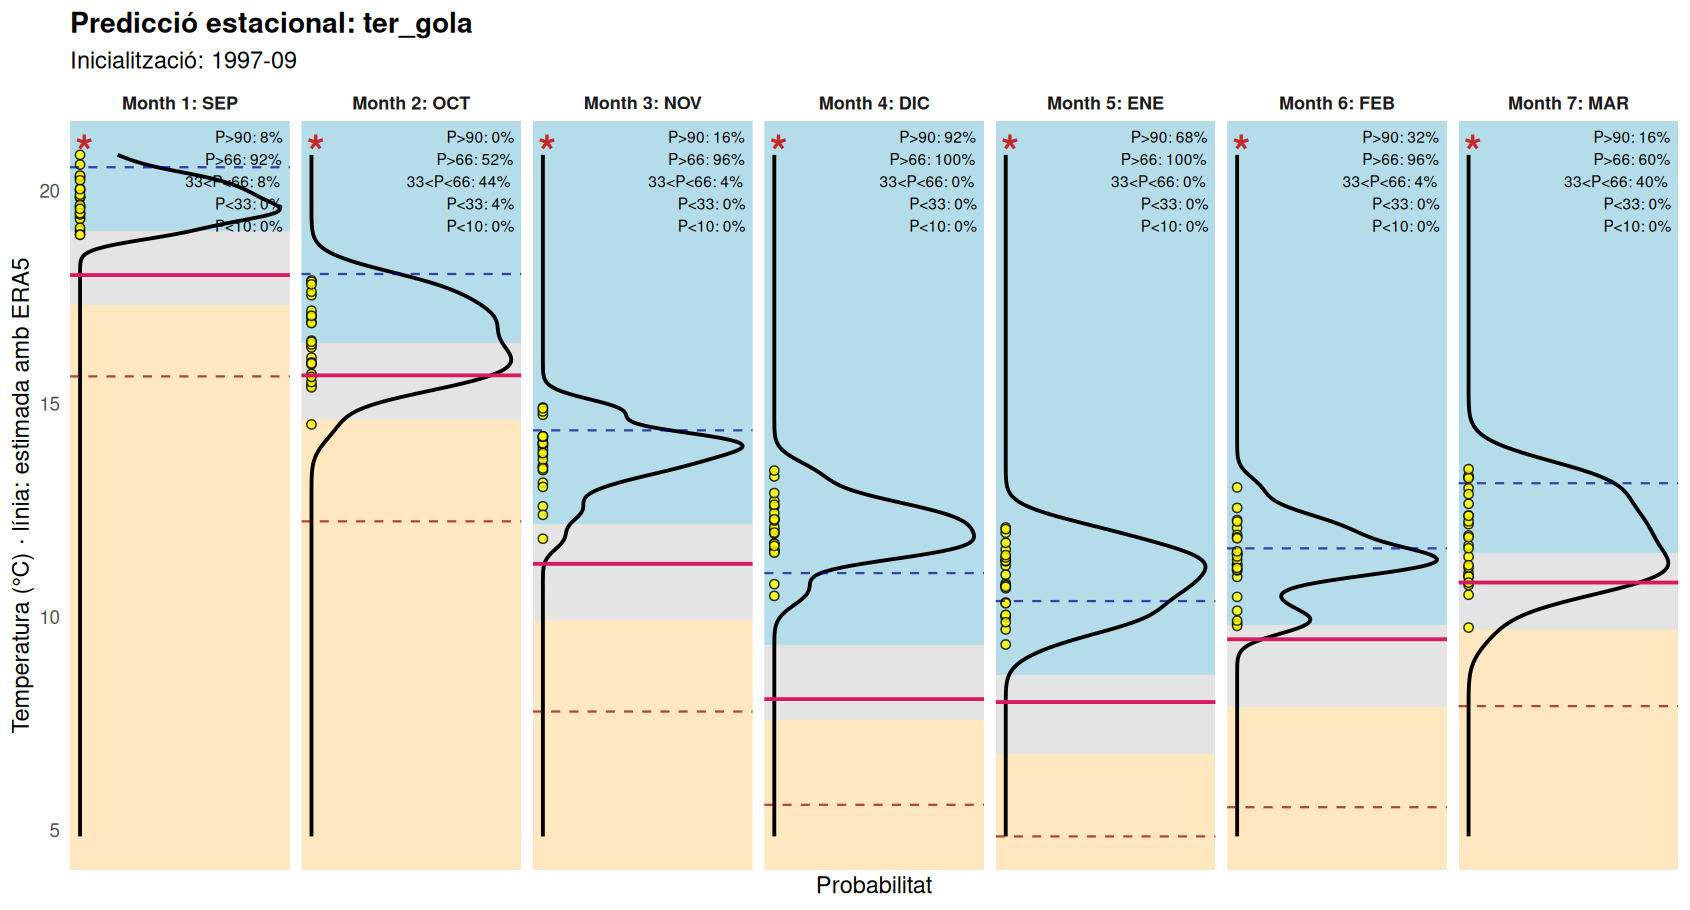 Predicció estacional: ter_gola
Inicialització: 1997-09
Month 1: SEP
Month 2: OCT
Month 3: NOV
Month 4: DIC
Month 5: ENE
Month 6: FEB
Month 7: MAR
*
P>90: 8%
P>66: 92%
33<P<66: 8%
P<33: 0%
P<10: 0%
*
P>90: 0%
P>66: 52%
33<P<66: 44%
P<33: 4%
P<10: 0%
*
P>90: 16%
P>66: 96%
33<P<66: 4%
P<33: 0%
P<10: 0%
*
P>90: 92%
P>66: 100%
33<P<66: 0%
P<33: 0%
P<10: 0%
*
P>90: 68%
P>66: 100%
33<P<66: 0%
P<33: 0%
P<10: 0%
*
P>90: 32%
P>66: 96%
33<P<66: 4%
P<33: 0%
P<10: 0%
*
P>90: 16%
P>66: 60%
33<P<66: 40%
P<33: 0%
P<10: 0%
20
15
10
5
Temperatura (°C) · línia: estimada amb ERA5
Probabilitat